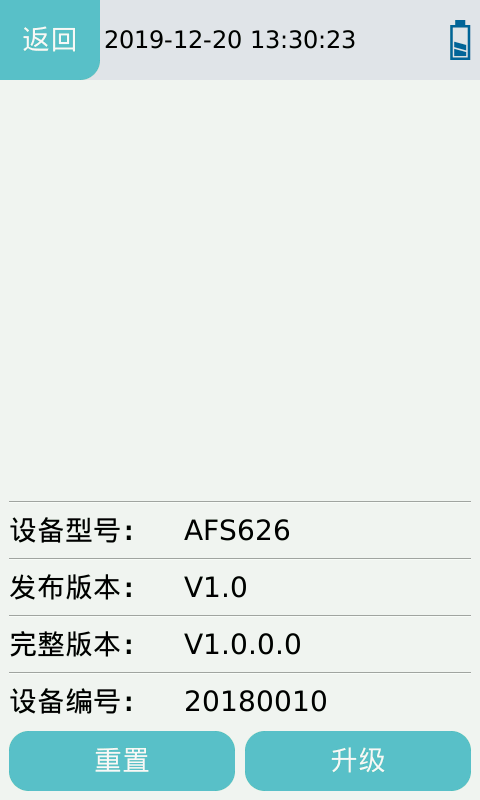 返回 2019-12-20 13:30:23
设备型号： AFS626
发布版本： V1.0
完整版本： V1.0.0.0
设备编号： 20180010
重置 升级